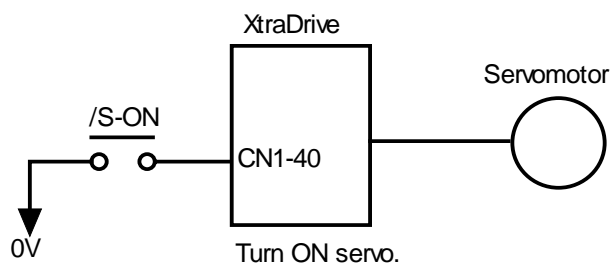 XtraDrive
Servomotor
/S-ON
CN1-40
0V
Turn ON servo.